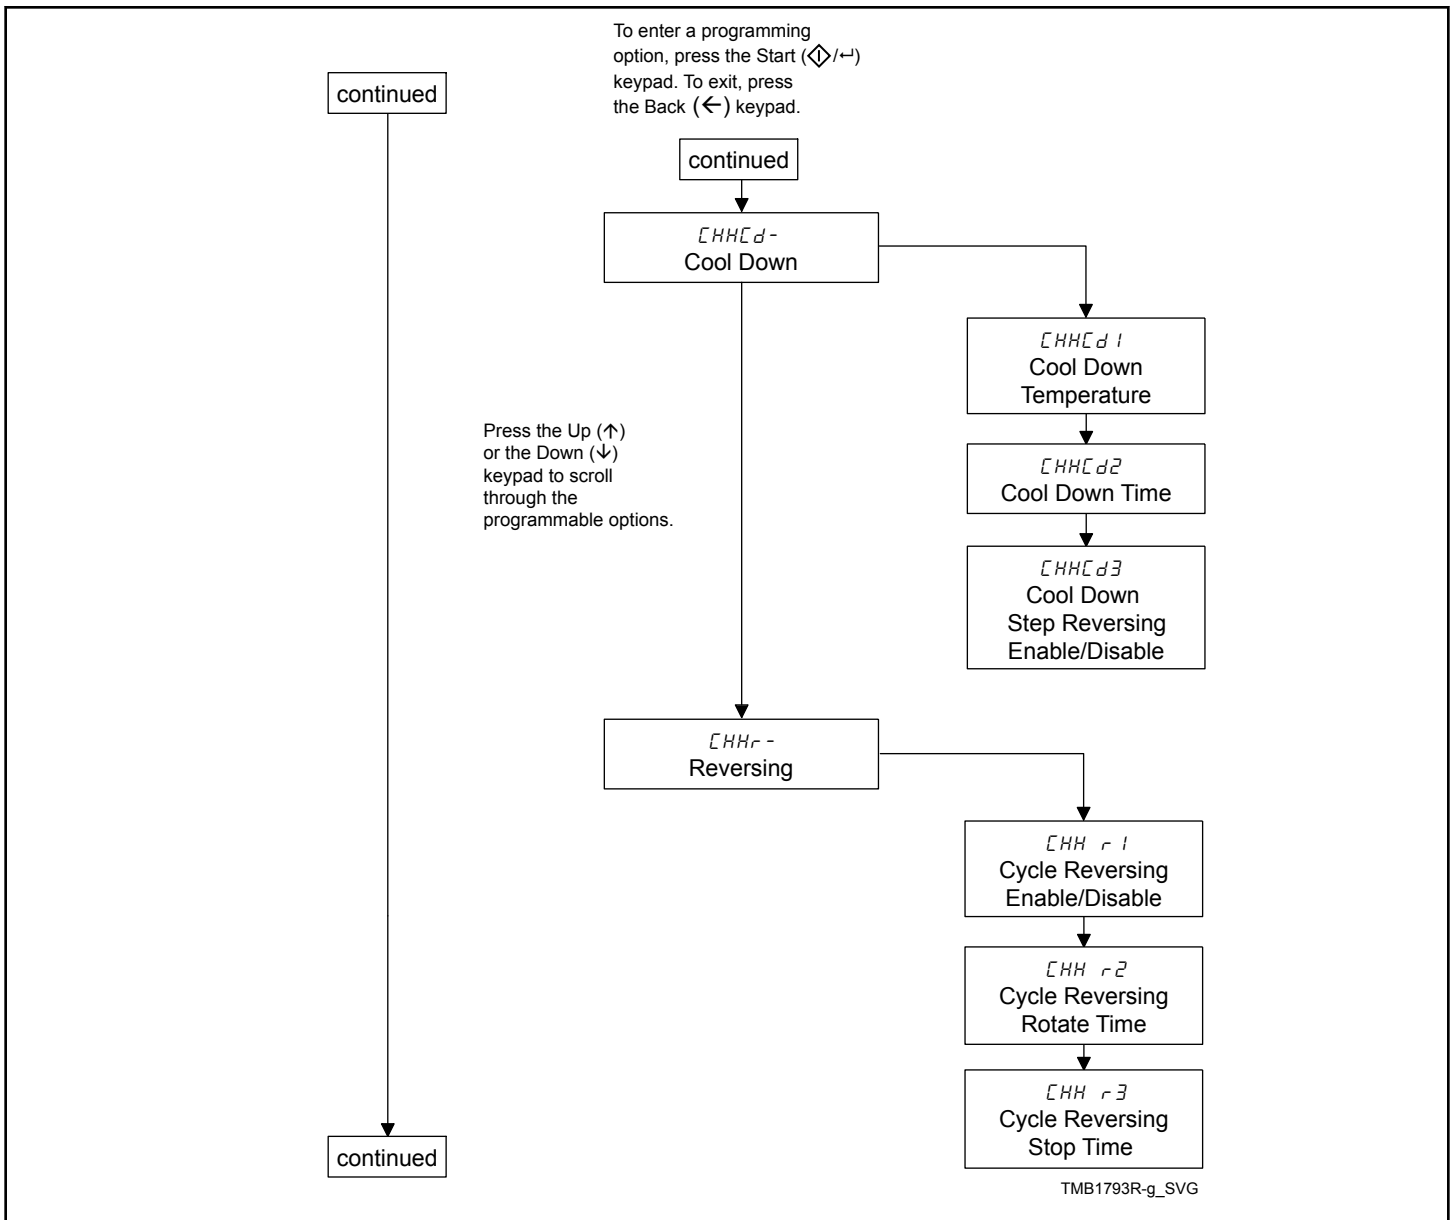 To enter a programming
option, press the Start (/↵)
keypad. To exit, press
the Back (←) keypad.
continued
continued
CHHCd-
Cool Down
CHHCd1
Cool Down
Temperature
CHHCd2
Cool Down Time
CHHCd3
Cool Down
Step Reversing
Enable/Disable
Press the Up (↑)
or the Down (↓)
keypad to scroll
through the
programmable options.
CHHr-
Reversing
CHH r1
Cycle Reversing
Enable/Disable
CHH r2
Cycle Reversing
Rotate Time
CHH r3
Cycle Reversing
Stop Time
continued
TMB1793R-g_SVG